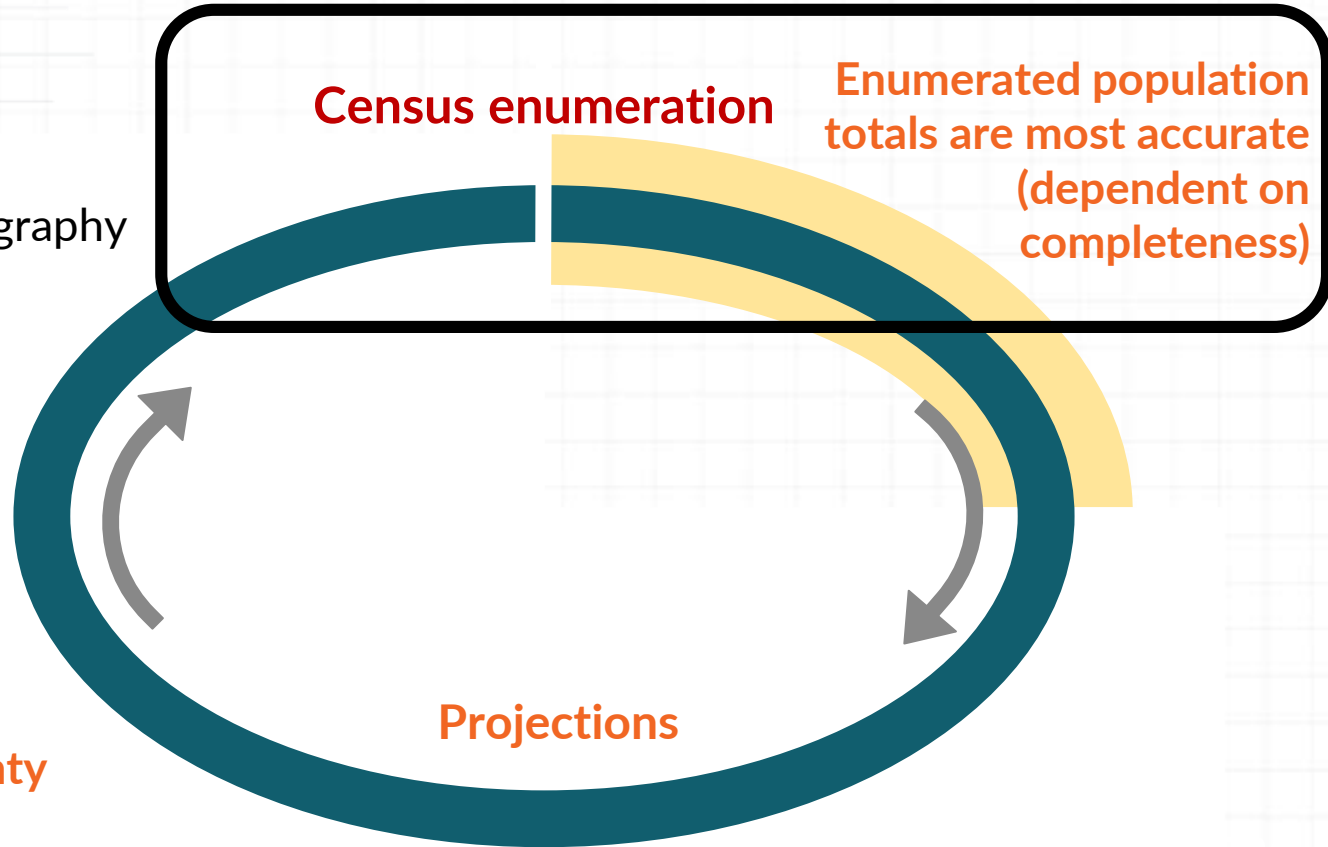 Census enumeration
Enumerated population
totals are most accurate
(dependent on
completeness)
graphy
Projections
nty